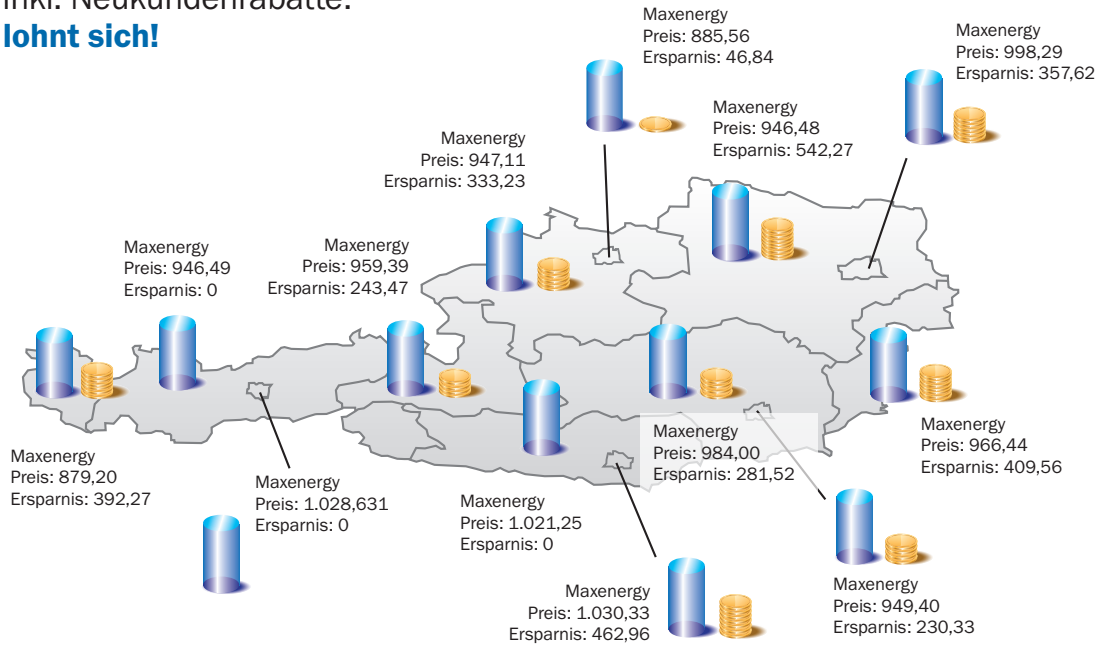 inkl. Neukundenrabatte.
lohnt sich!
Maxenergy
Preis: 885,56
Ersparnis: 46,84
Maxenergy
Preis: 998,29
Ersparnis: 357,62
Maxenergy
Preis: 946,48
Ersparnis: 542,27
Maxenergy
Preis: 947,11
Ersparnis: 333,23
Maxenergy
Preis: 946,49
Ersparnis: 0
Maxenergy
Preis: 959,39
Ersparnis: 243,47
Maxenergy
Preis: 879,20
Ersparnis: 392,27
Maxenergy
Preis: 1.028,631
Ersparnis: 0
Maxenergy
Preis: 1.021,25
Ersparnis: 0
Maxenergy
Preis: 984,00
Ersparnis: 281,52
Maxenergy
Preis: 966,44
Ersparnis: 409,56
Maxenergy
Preis: 1.030,33
Ersparnis: 462,96
Maxenergy
Preis: 949,40
Ersparnis: 230,33